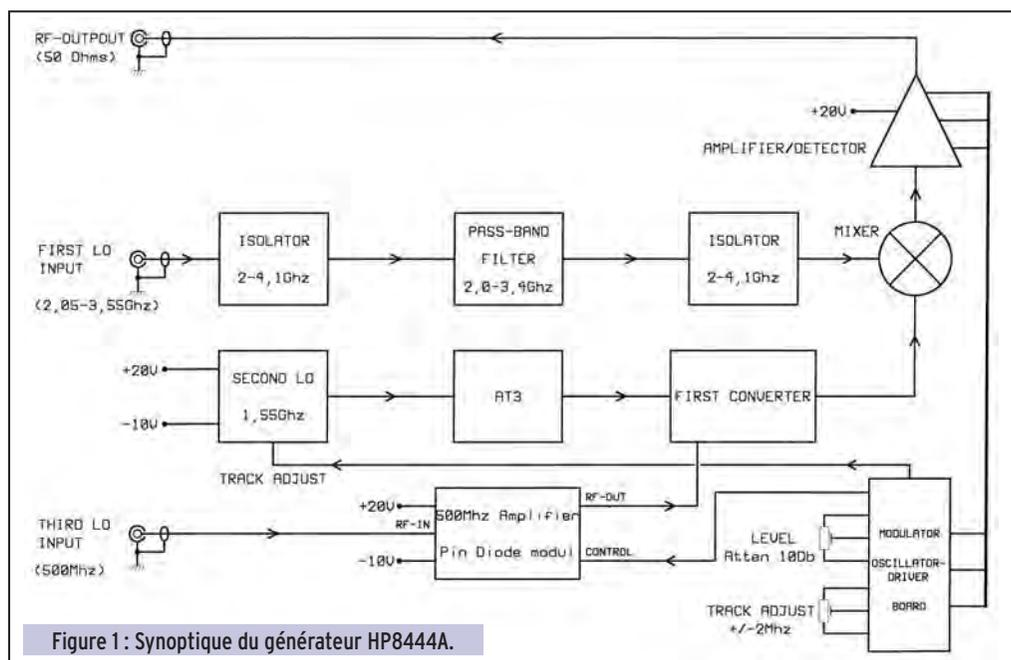 RF-OUTPOUT
(50 Ohms)
+20V
AMPLIFIER/DETECTOR
FIRST LO
INPUT
(2,05-3,55Ghz)
ISOLATOR
2-4,1Ghz
PASS-BAND
FILTER
2,0-3,4Ghz
ISOLATOR
2-4,1Ghz
MIXER
+20V
-10V
SECOND LO
1,55Ghz
AT3
FIRST CONVERTER
TRACK ADJUST
THIRD LO
INPUT
(500Mhz)
+20V
RF-IN
-10V
500Mhz Amplifier
Pin Diode modul
RF-OUT
CONTROL
LEVEL
Atten 10Db
TRACK ADJUST
+/-2Mhz
MODULATOR
OSCILLATOR-
DRIVER
BOARD
Figure 1 : Synoptique du générateur HP8444A.